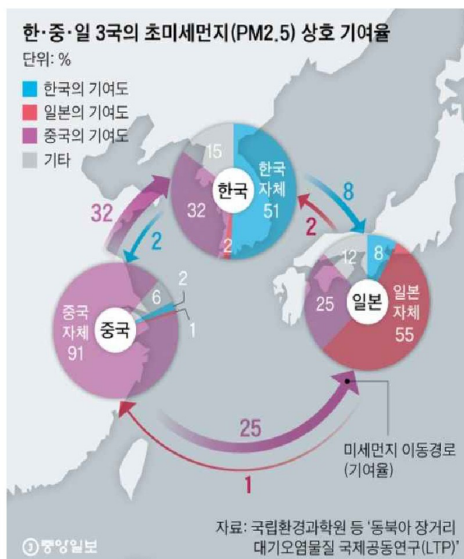 한·중·일 3국의 초미세먼지(PM2.5) 상호 기여율
단위: %
한국의 기여도
일본의 기여도
중국의 기여도
기타
15
한국
자체
51
한국
32
2
32
2
8
2
중국
자체
91
중국
6
2
1
12
8
25
일본
일본
자체
55
25
1
미세먼지 이동경로
(기여율)
중앙일보
자료: 국립환경과학원 등 ‘동북아 장거리
대기오염물질 국제공동연구(LTP)’